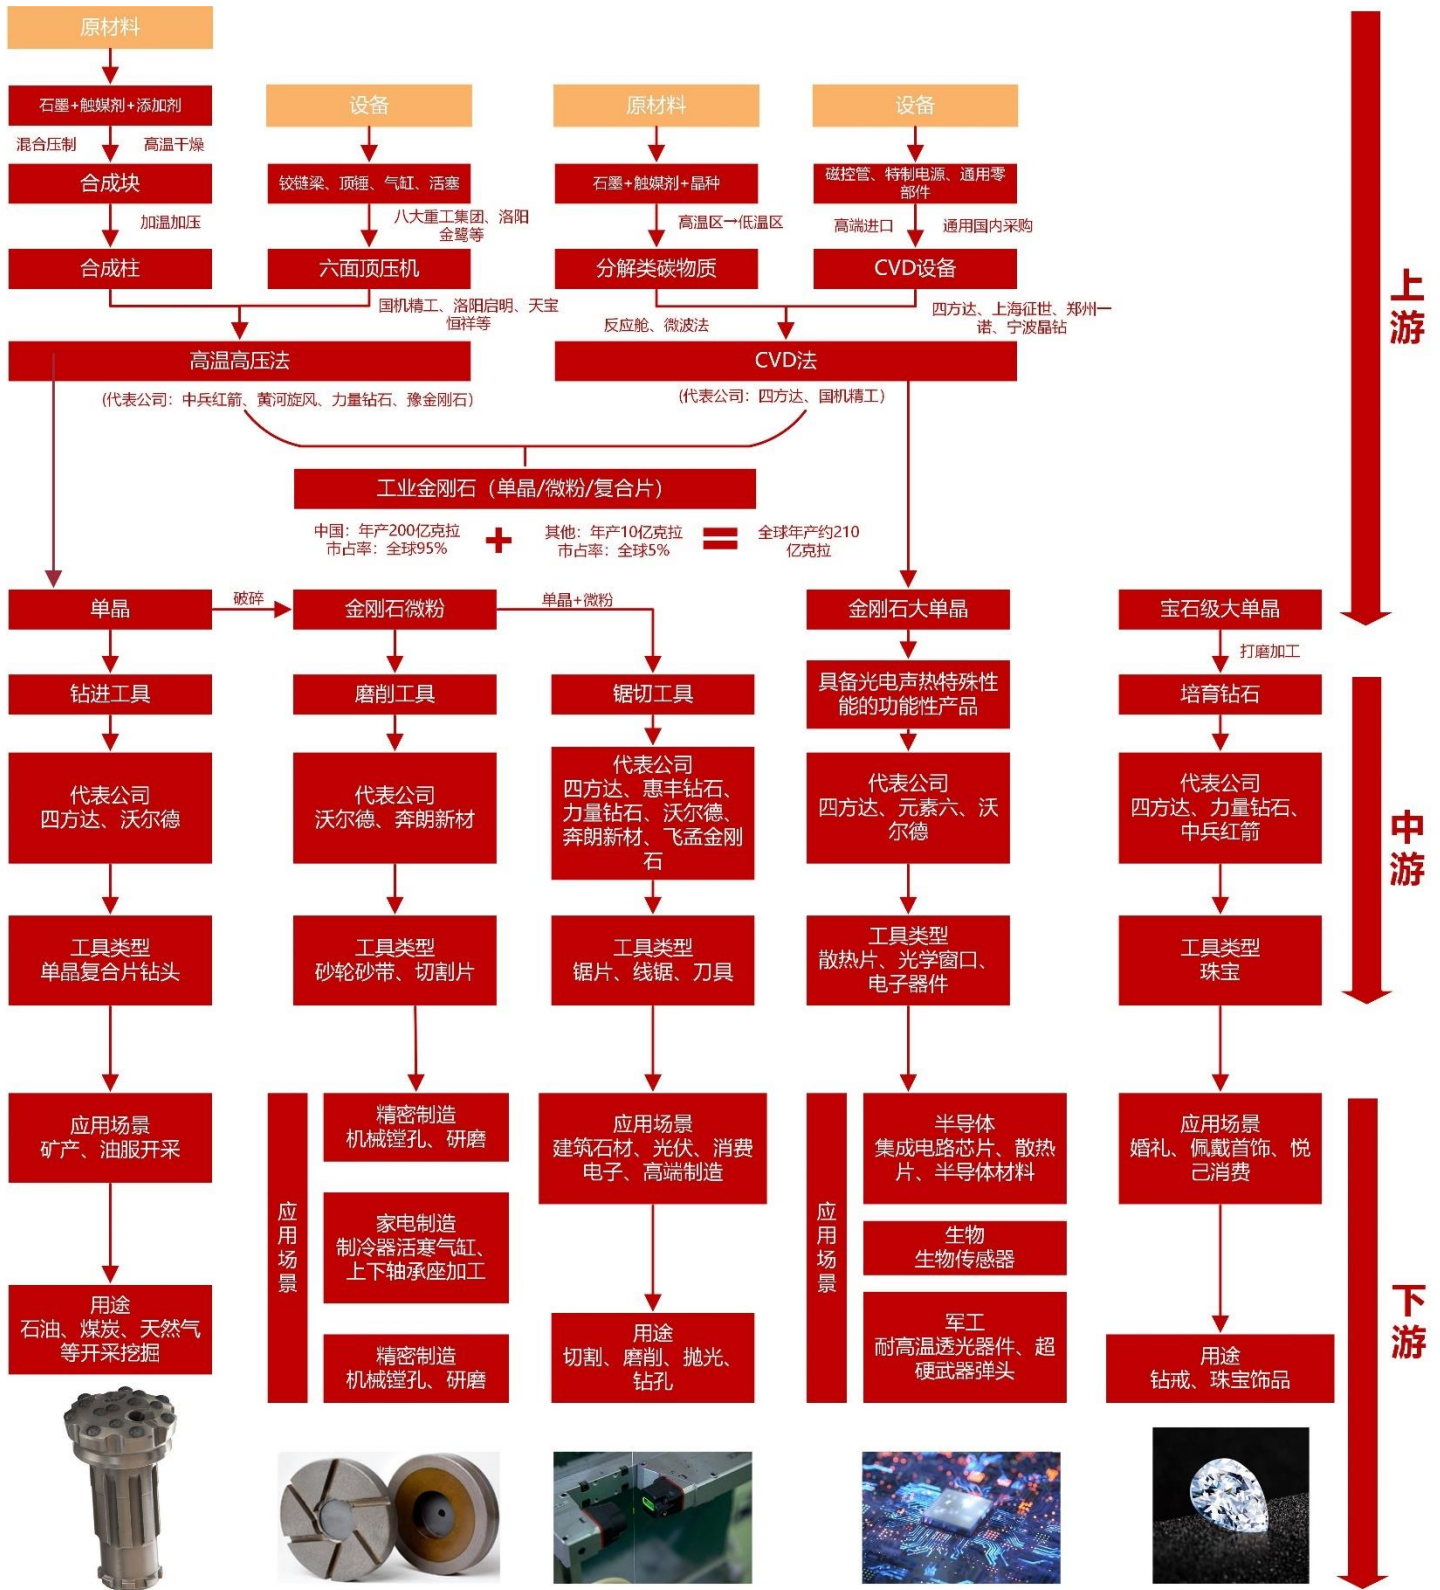 原材料
石墨+触媒剂+添加剂
设备
原材料
设备
混合压制
高温干燥
合成块
铰链梁、顶锤、气缸、活塞
石墨+触媒剂+晶种
磁控管、特制电源、通用零
部件
加温加压
八大重工集团、洛阳
金鹭等
高温区→低温区
高端进口
通用国内采购
合成柱
六面顶压机
分解类碳物质
CVD设备
国机精工、洛阳启明、天宝
恒祥等
反应舱、微波法
四方达、上海征世、郑州一
诺、宁波晶钻
高温高压法
CVD法
(代表公司：中兵红箭、黄河旋风、力量钻石、豫金刚石)
(代表公司：四方达、国机精工)
工业金刚石（单晶/微粉/复合片）
中国：年产200亿克拉
市占率：全球95%
+
其他：年产10亿克拉
市占率：全球5%
=
全球年产约210
亿克拉
上游
单晶
破碎
金刚石微粉
单晶+微粉
金刚石大单晶
宝石级大单晶
打磨加工
钻进工具
磨削工具
锯切工具
具备光电声热特殊性
能的功能性产品
培育钻石
代表公司
四方达、沃尔德
代表公司
沃尔德、奔朗新材
代表公司
四方达、惠丰钻石、
力量钻石、沃尔德、
奔朗新材、飞孟金刚
石
代表公司
四方达、元素六、沃
尔德
代表公司
四方达、力量钻石、
中兵红箭
中游
工具类型
单晶复合片钻头
工具类型
砂轮砂带、切割片
工具类型
锯片、线锯、刀具
工具类型
散热片、光学窗口、
电子器件
工具类型
珠宝
应用场景
矿产、油服开采
应用场景
精密制造
机械镗孔、研磨
家电制造
制冷器活寒气缸、
上下轴承座加工
精密制造
机械镗孔、研磨
应用场景
建筑石材、光伏、消费
电子、高端制造
应用场景
半导体
集成电路芯片、散热
片、半导体材料
生物
生物传感器
军工
耐高温透光器件、超
硬武器弹头
应用场景
婚礼、佩戴首饰、悦
己消费
下游
用途
石油、煤炭、天然气
等开采挖掘
用途
切割、磨削、抛光、
钻孔
用途
钻戒、珠宝饰品